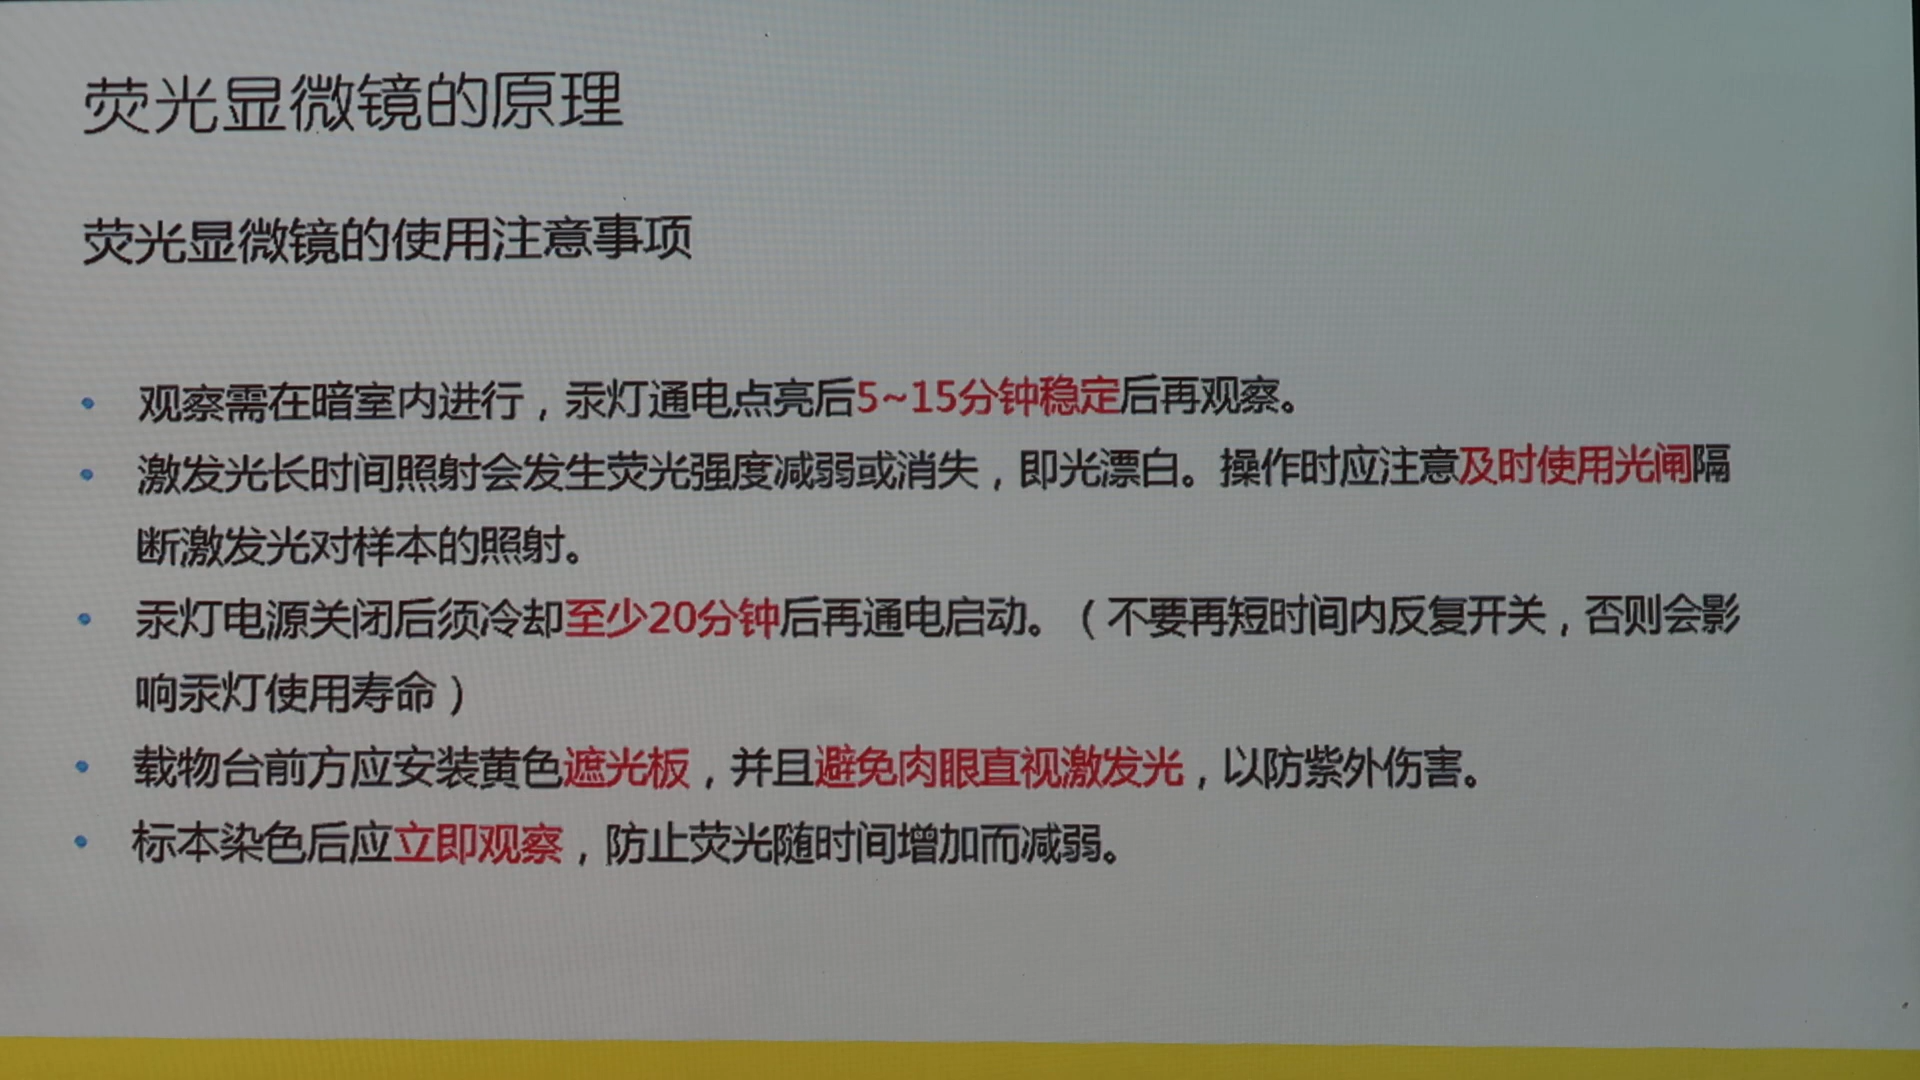 荧光显微镜的原理
荧光显微镜的使用注意事项
• 观察需在暗室内进行，汞灯通电点亮后5~15分钟稳定后再观察。
• 激发光长时间照射会发生荧光强度减弱或消失，即光漂白。操作时应注意及时使用光闸隔
断激发光对样本的照射。
• 汞灯电源关闭后须冷却至少20分钟后再通电启动。（不要再短时间内反复开关，否则会影
响汞灯使用寿命）
• 载物台前方应安装黄色遮光板，并且避免肉眼直视激发光，以防紫外伤害。
• 标本染色后应立即观察，防止荧光随时间增加而减弱。